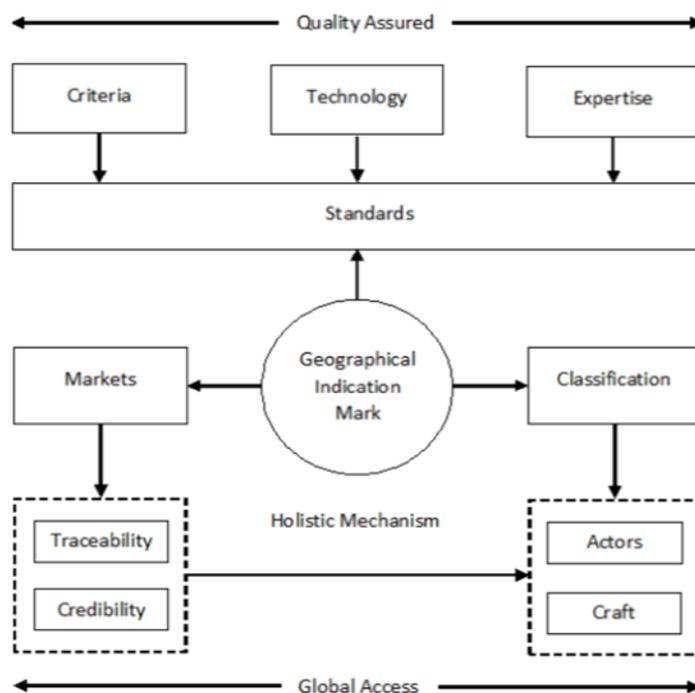 Quality Assured
Criteria
Technology
Expertise
Standards
Geographical
Indication
Mark
Markets
Classification
Holistic Mechanism
Traceability
Credibility
Actors
Craft
Global Access